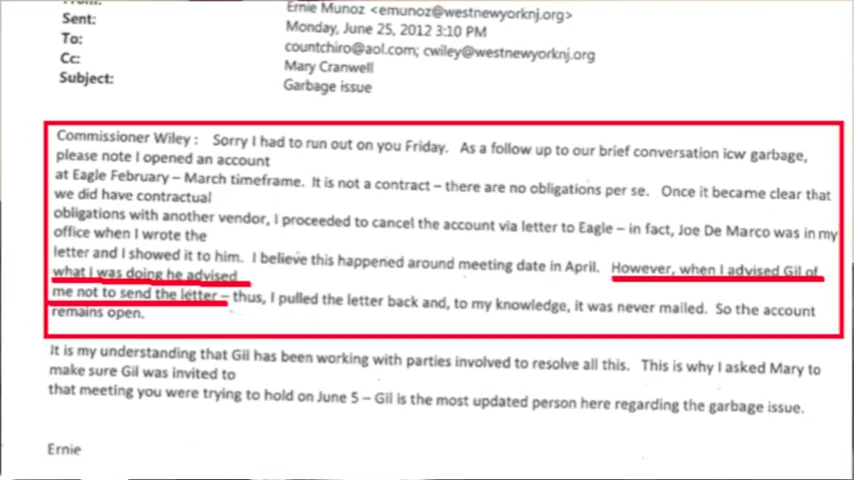 Sent:
To:
Cc:
Subject:
Ernie Munoz <emunoz@westnewyorknj.org>
Monday, June 25, 2012 3:10 PM
countchiro@aol.com; cwiley@westnewyorknj.org
Mary Cranwell
Garbage issue
Commissioner Wiley : Sorry I had to run out on you Friday. As a follow up to our brief conversation icw garbage,
please note I opened an account
at Eagle February – March timeframe. It is not a contract – there are no obligations per se. Once it became clear that
we did have contractual
obligations with another vendor, I proceeded to cancel the account via letter to Eagle – in fact, Joe De Marco was in my
office when I wrote the
letter and I showed it to him. I believe this happened around meeting date in April. However, when I advised Gil of
what I was doing he advised
me not to send the letter – thus, I pulled the letter back and, to my knowledge, it was never mailed. So the account
remains open.
It is my understanding that Gil has been working with parties involved to resolve all this. This is why I asked Mary to
make sure Gil was invited to
that meeting you were trying to hold on June 5 – Gil is the most updated person here regarding the garbage issue.
Ernie